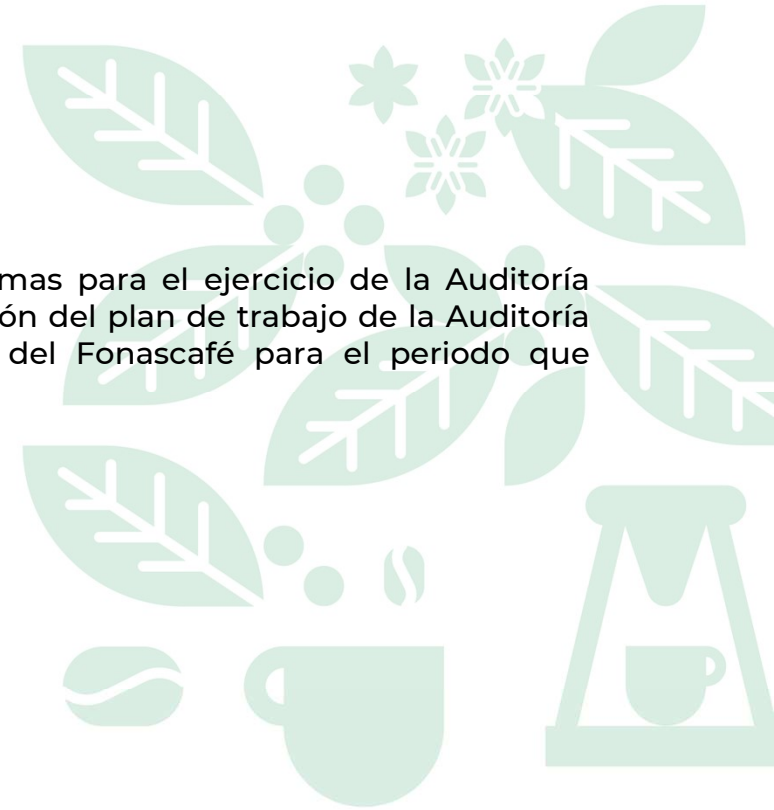 mas para el ejercicio de la Auditoría
ón del plan de trabajo de la Auditoría
del Fonascafé para el periodo que